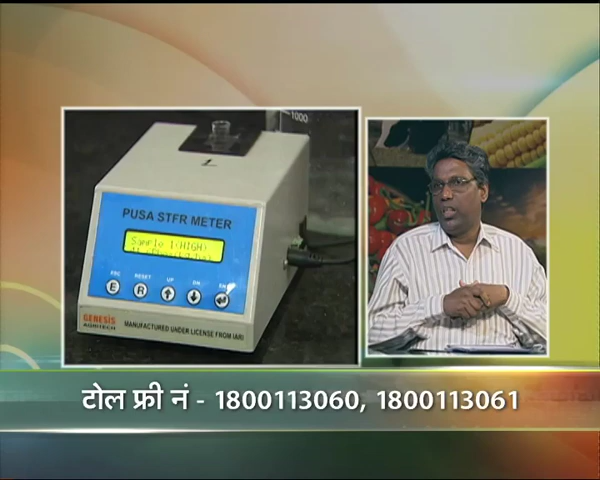 1000
PUSA STFR METER
Sample 1:(HIGH)
ESC RESET UP DN
E R
GENESIS
AGRITECH
MANUFACTURED UNDER LICENSE FROM IARI
टोल फ्री नं - 1800113060, 1800113061